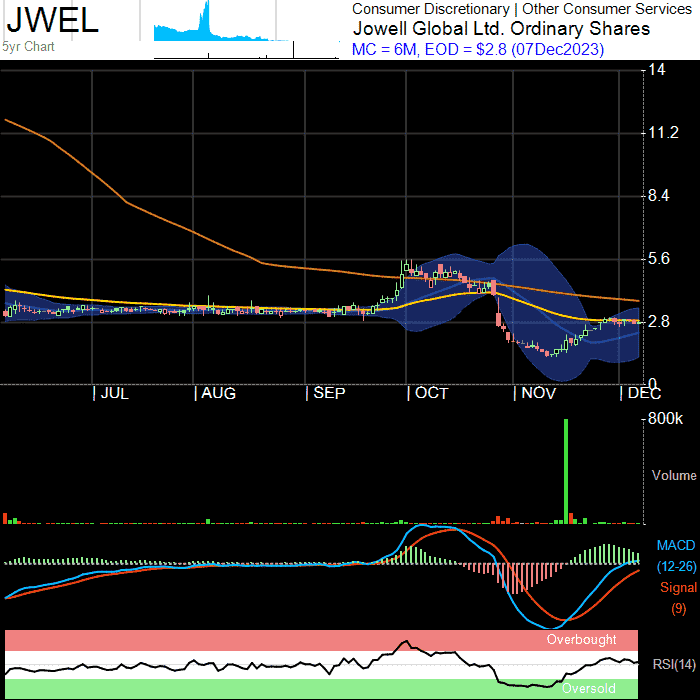 JWEL
5yr Chart
Consumer Discretionary | Other Consumer Services
Jowell Global Ltd. Ordinary Shares
MC = 6M, EOD = $2.8 (07Dec2023)
14
11.2
8.4
5.6
2.8
0
JUL
AUG
SEP
OCT
NOV
DEC
800k
Volume
MACD
(12-26)
Signal
(9)
Overbought
RSI(14)
Oversold